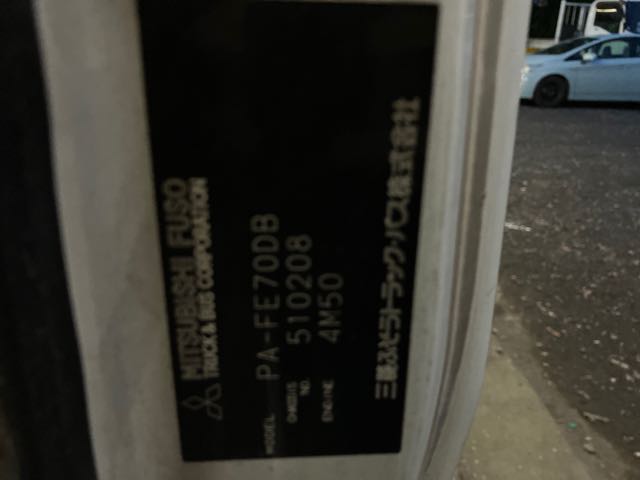 MITSUBISHI FUSO
TRUCK & BUS CORPORATION
MODEL PA-FE70DB
CHASSIS NO. 510208
ENGINE 4M50
三菱ふそうトラック・バス株式会社